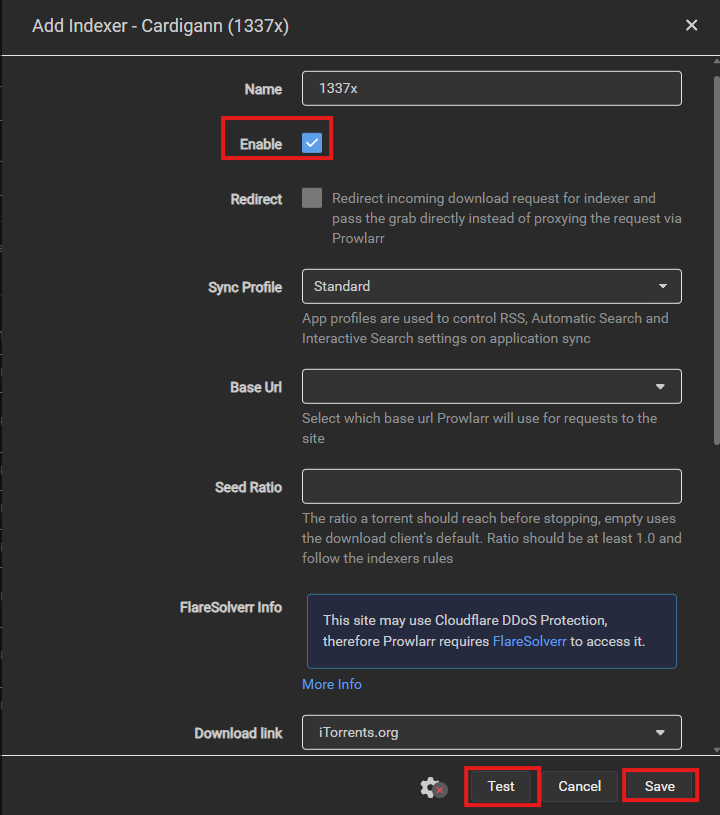 Add Indexer - Cardigann (1337x)
Name
1337x
Enable
Redirect
Redirect incoming download request for indexer and
pass the grab directly instead of proxying the request via
Prowlarr
Sync Profile
Standard
App profiles are used to control RSS, Automatic Search and
Interactive Search settings on application sync
Base Url
Select which base url Prowlarr will use for requests to the
site
Seed Ratio
The ratio a torrent should reach before stopping, empty uses
the download client's default. Ratio should be at least 1.0 and
follow the indexers rules
FlareSolverr Info
This site may use Cloudflare DDoS Protection,
therefore Prowlarr requires FlareSolverr to access it.
More Info
Download link
iTorrents.org
Test
Cancel
Save